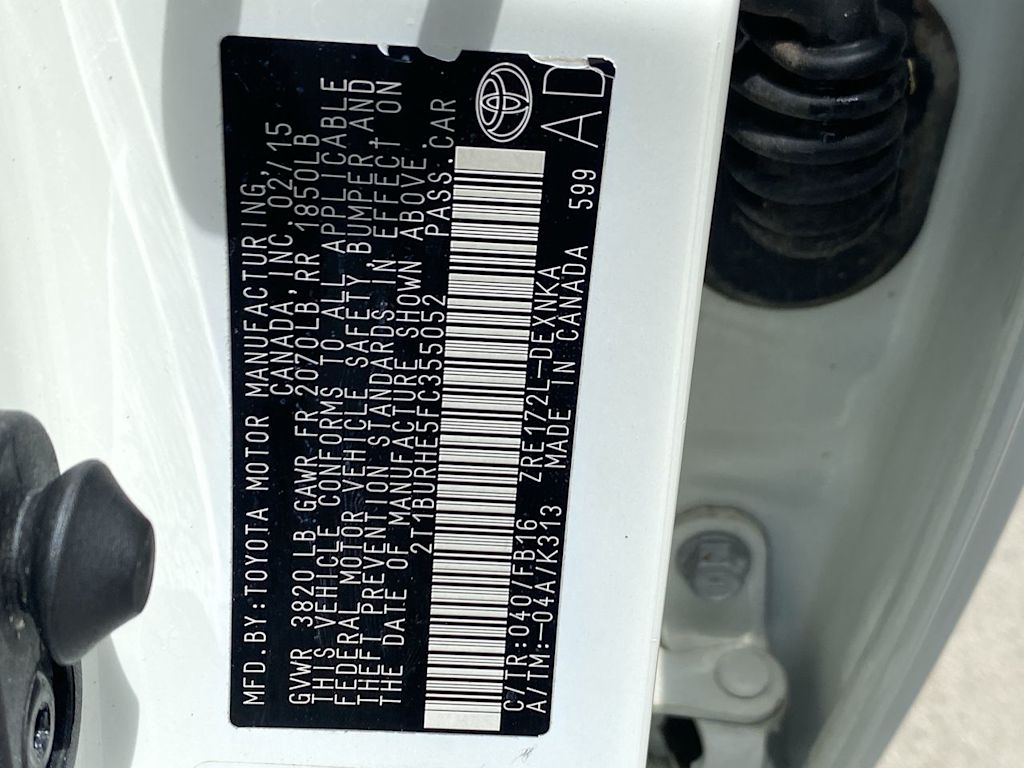 MFD.BY:TOYOTA MOTOR MANUFACTURING,
CANADA,INC.02/15
GVWR 3820LB GAWR FR 2070LB,RR 1850LB
THIS VEHICLE CONFORMS TO ALL APPLICABLE
FEDERAL MOTOR VEHICLE SAFETY, BUMPER,AND
THEFT PREVENTION STANDARDS IN EFFECT ON
THE DATE OF MANUFACTURE SHOWN ABOVE.
2T1BURHE5FC355052 PASS.CAR
C/TR:040/FB16 ZRE172L-DEXNKA
A/TM:-04A/K313 MADE IN CANADA 599 AD